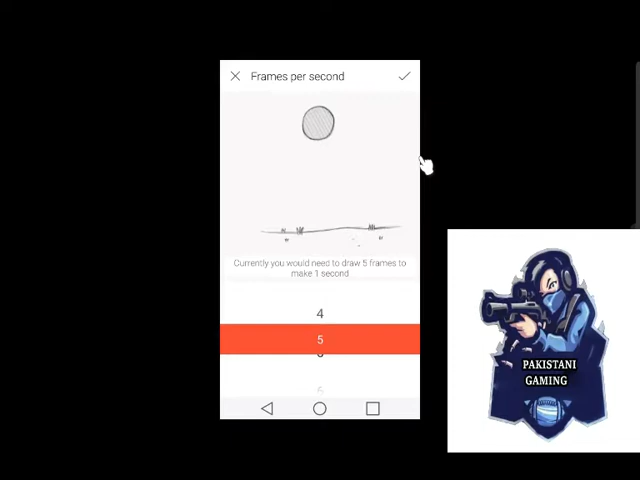 Frames per second
Currently you would need to draw 5 frames to
make 1 second
4
5
PAKISTANI
GAMING